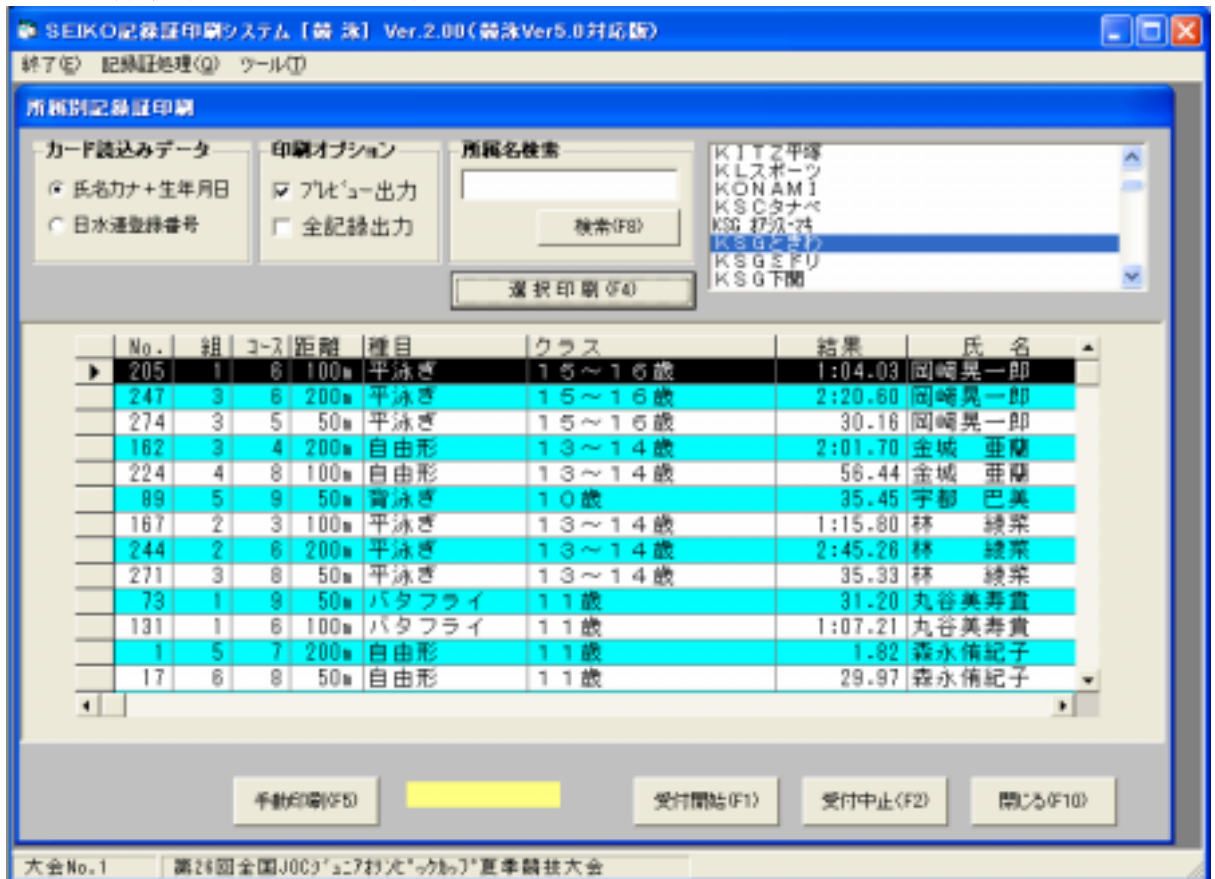 SEIKO記録証印刷システム [競 泳] Ver.2.00(競泳Ver5.0対応版)
終了(E) 記録証処理(Q) ツール(T)
所属別記録証印刷
カード読込みデータ
氏名カナ+生年月日
日水連登録番号
印刷オプション
プレビュー出力
全記録出力
所属名検索
検索(F8)
選択印刷(F4)
KITZ平塚
KLスポーツ
KONAMI
KSCタナベ
KSGときわ
KSGミドリ
KSG下関
No. 組 コース 距離 種目 クラス 結果 氏 名
205 1 6 100m 平泳ぎ 15~16歳 1:04.03 岡崎晃一郎
247 3 6 200m 平泳ぎ 15~16歳 2:20.60 岡崎晃一郎
274 3 5 50m 平泳ぎ 15~16歳 30.16 岡崎晃一郎
162 3 4 200m 自由形 13~14歳 2:01.70 金城 亜蘭
224 4 8 100m 自由形 13~14歳 56.44 金城 亜蘭
89 5 9 50m 背泳ぎ 10歳 35.45 宇都 巴美
167 2 3 100m 平泳ぎ 13~14歳 1:15.80 林 綾菜
244 2 6 200m 平泳ぎ 13~14歳 2:45.26 林 綾菜
271 3 8 50m 平泳ぎ 13~14歳 35.33 林 綾菜
73 1 9 50m バタフライ 11歳 31.20 丸谷美寿貴
131 1 6 100m バタフライ 11歳 1:07.21 丸谷美寿貴
1 5 7 200m 自由形 11歳 1.82 森永侑紀子
17 6 8 50m 自由形 11歳 29.97 森永侑紀子
手動印刷(F5) 受付開始(F1) 受付中止(F2) 閉じる(F10)
大会No.1 第26回全国JOCジュニアオリンピックカップ夏季競技大会